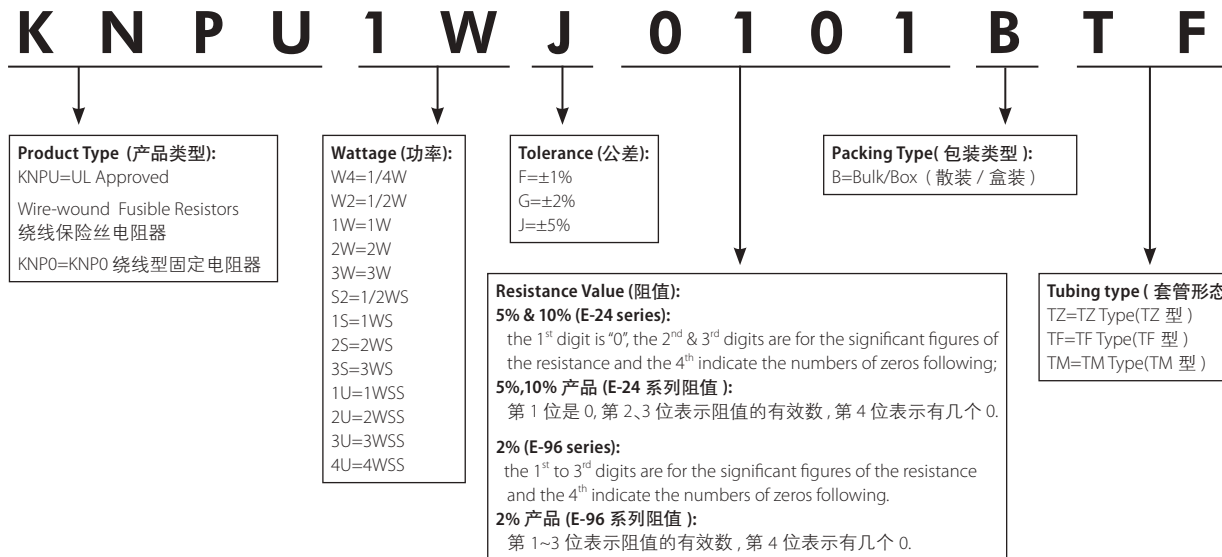 K N P U 1 W J 0 1 0 1 B T F
Product Type (产品类型):
KNPU=UL Approved
Wire-wound Fusible Resistors
绕线保险丝电阻器
KNP0=KNP0 绕线型固定电阻器
Wattage (功率):
W4=1/4W
W2=1/2W
1W=1W
2W=2W
3W=3W
S2=1/2WS
1S=1WS
2S=2WS
3S=3WS
1U=1WSS
2U=2WSS
3U=3WSS
4U=4WSS
Tolerance (公差):
F=±1%
G=±2%
J=±5%
Resistance Value (阻值):
5% & 10% (E-24 series):
the 1st digit is “0”, the 2nd & 3rd digits are for the significant figures of
the resistance and the 4th indicate the numbers of zeros following;
5%,10% 产品 (E-24 系列阻值 ):
第 1 位是 0, 第 2、3 位表示阻值的有效数 , 第 4 位表示有几个 0.
2% (E-96 series):
the 1st to 3rd digits are for the significant figures of the resistance
and the 4th indicate the numbers of zeros following.
2% 产品 (E-96 系列阻值 ):
第 1~3 位表示阻值的有效数 , 第 4 位表示有几个 0.
Packing Type( 包装类型 ):
B=Bulk/Box ( 散装 / 盒装 )
Tubing type ( 套管形态
TZ=TZ Type(TZ 型 )
TF=TF Type(TF 型 )
TM=TM Type(TM 型 )